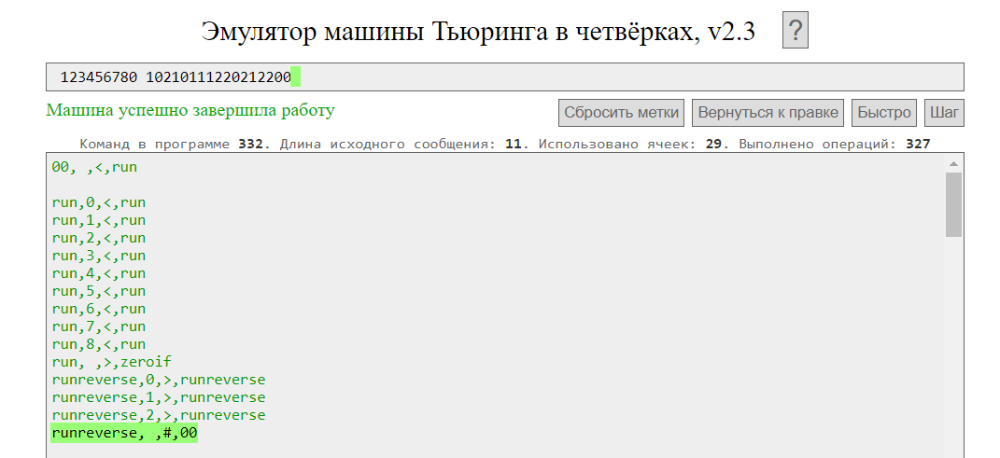 Эмулятор машины Тьюринга в четвёрках, v2.3 ?
123456780 10210111220212200
Машина успешно завершила работу
Сбросить метки Вернуться к правке Быстро Шаг
Команд в программе 332. Длина исходного сообщения: 11. Использовано ячеек: 29. Выполнено операций: 327
00, ,<,run
run,0,<,run
run,1,<,run
run,2,<,run
run,3,<,run
run,4,<,run
run,5,<,run
run,6,<,run
run,7,<,run
run,8,<,run
run, ,>,zeroif
runreverse,0,>,runreverse
runreverse,1,>,runreverse
runreverse,2,>,runreverse
runreverse, ,#,00